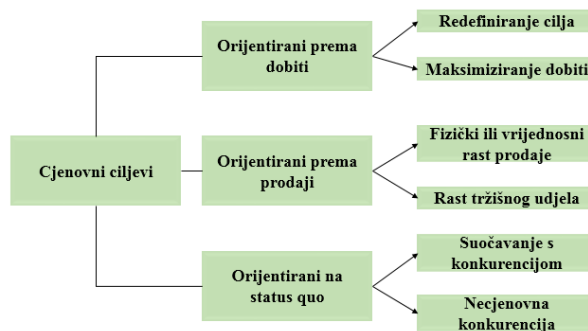 Cjenovni ciljevi
Orijentirani prema
dobiti
Redefiniranje cilja
Maksimiziranje dobiti
Orijentirani prema
prodaji
Fizički ili vrijednosni
rast prodaje
Rast tržišnog udjela
Orijentirani na
status quo
Suočavanje s
konkurencijom
Necjenovna
konkurencija